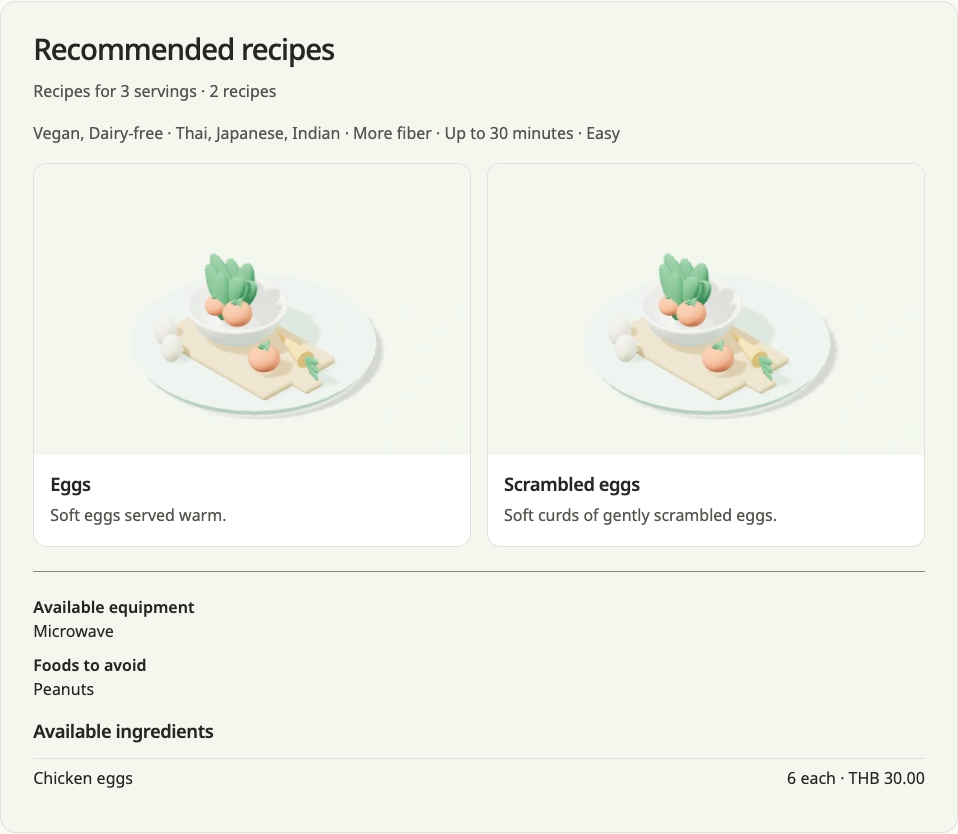 Recommended recipes
Recipes for 3 servings · 2 recipes
Vegan, Dairy-free · Thai, Japanese, Indian · More fiber · Up to 30 minutes · Easy
Eggs
Soft eggs served warm.
Scrambled eggs
Soft curds of gently scrambled eggs.
Available equipment
Microwave
Foods to avoid
Peanuts
Available ingredients
Chicken eggs 6 each · THB 30.00